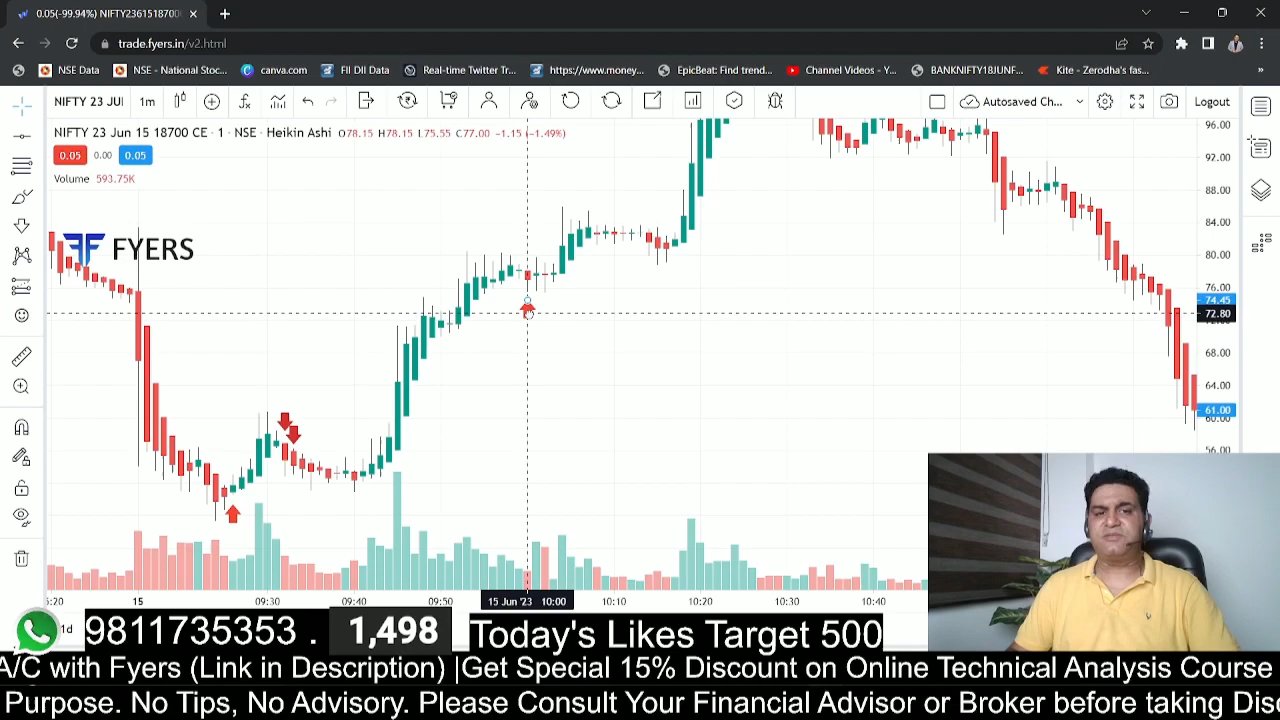 0.05(-99.94%) NIFTY2361518700
trade.fyers.in/v2.html
NSE Data
NSE - National Stoc...
canva.com
FII DII Data
Real-time Twitter Tr...
https://www.money...
EpicBeat: Find trend...
Channel Videos - Y...
BANKNIFTY18JUNF...
Kite - Zerodha's fas...
»
NIFTY 23 JUI
1m
Autosaved Ch...
Logout
NIFTY 23 Jun 15 18700 CE · 1 · NSE · Heikin Ashi O78.15 H78.15 L75.55 C77.00 -1.15 (-1.49%)
0.05 0.00 0.05
Volume 593.75K
FYERS
96.00
92.00
88.00
84.00
80.00
76.00
74.45
72.80
68.00
64.00
61.00
60.00
56.00
:20 15 09:30 09:40 09:50 15 Jun '23 10:00 10:10 10:20 10:30 10:40
1d
9811735353 . 1,498 Today's Likes Target 500
A/C with Fyers (Link in Description) |Get Special 15% Discount on Online Technical Analysis Course
Purpose. No Tips, No Advisory. Please Consult Your Financial Advisor or Broker before taking Disc